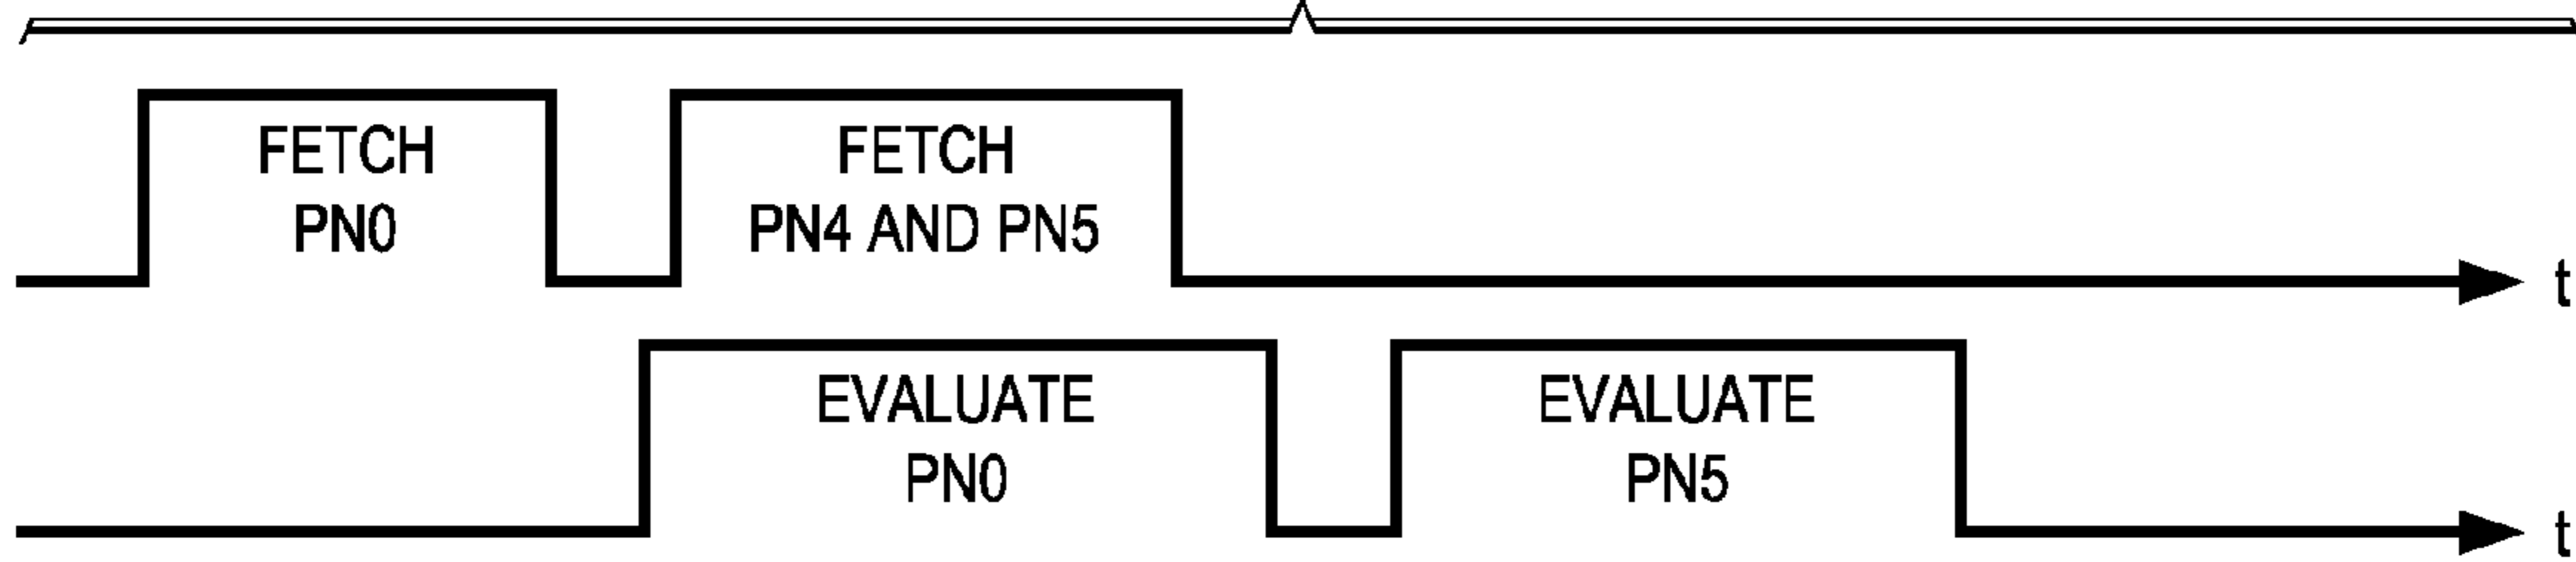 FETCH
PN0
FETCH
PN4 AND PN5
t
EVALUATE
PN0
EVALUATE
PN5
t